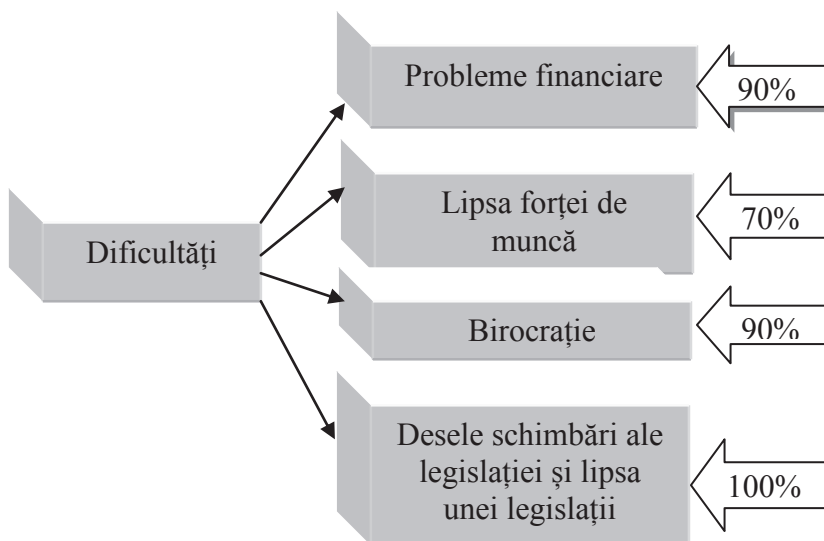 Probleme financiare
90%
Lipsa forței de
muncă
70%
Dificultăți
Birocrație
90%
Desele schimbări ale
legislației și lipsa
unei legislații
100%